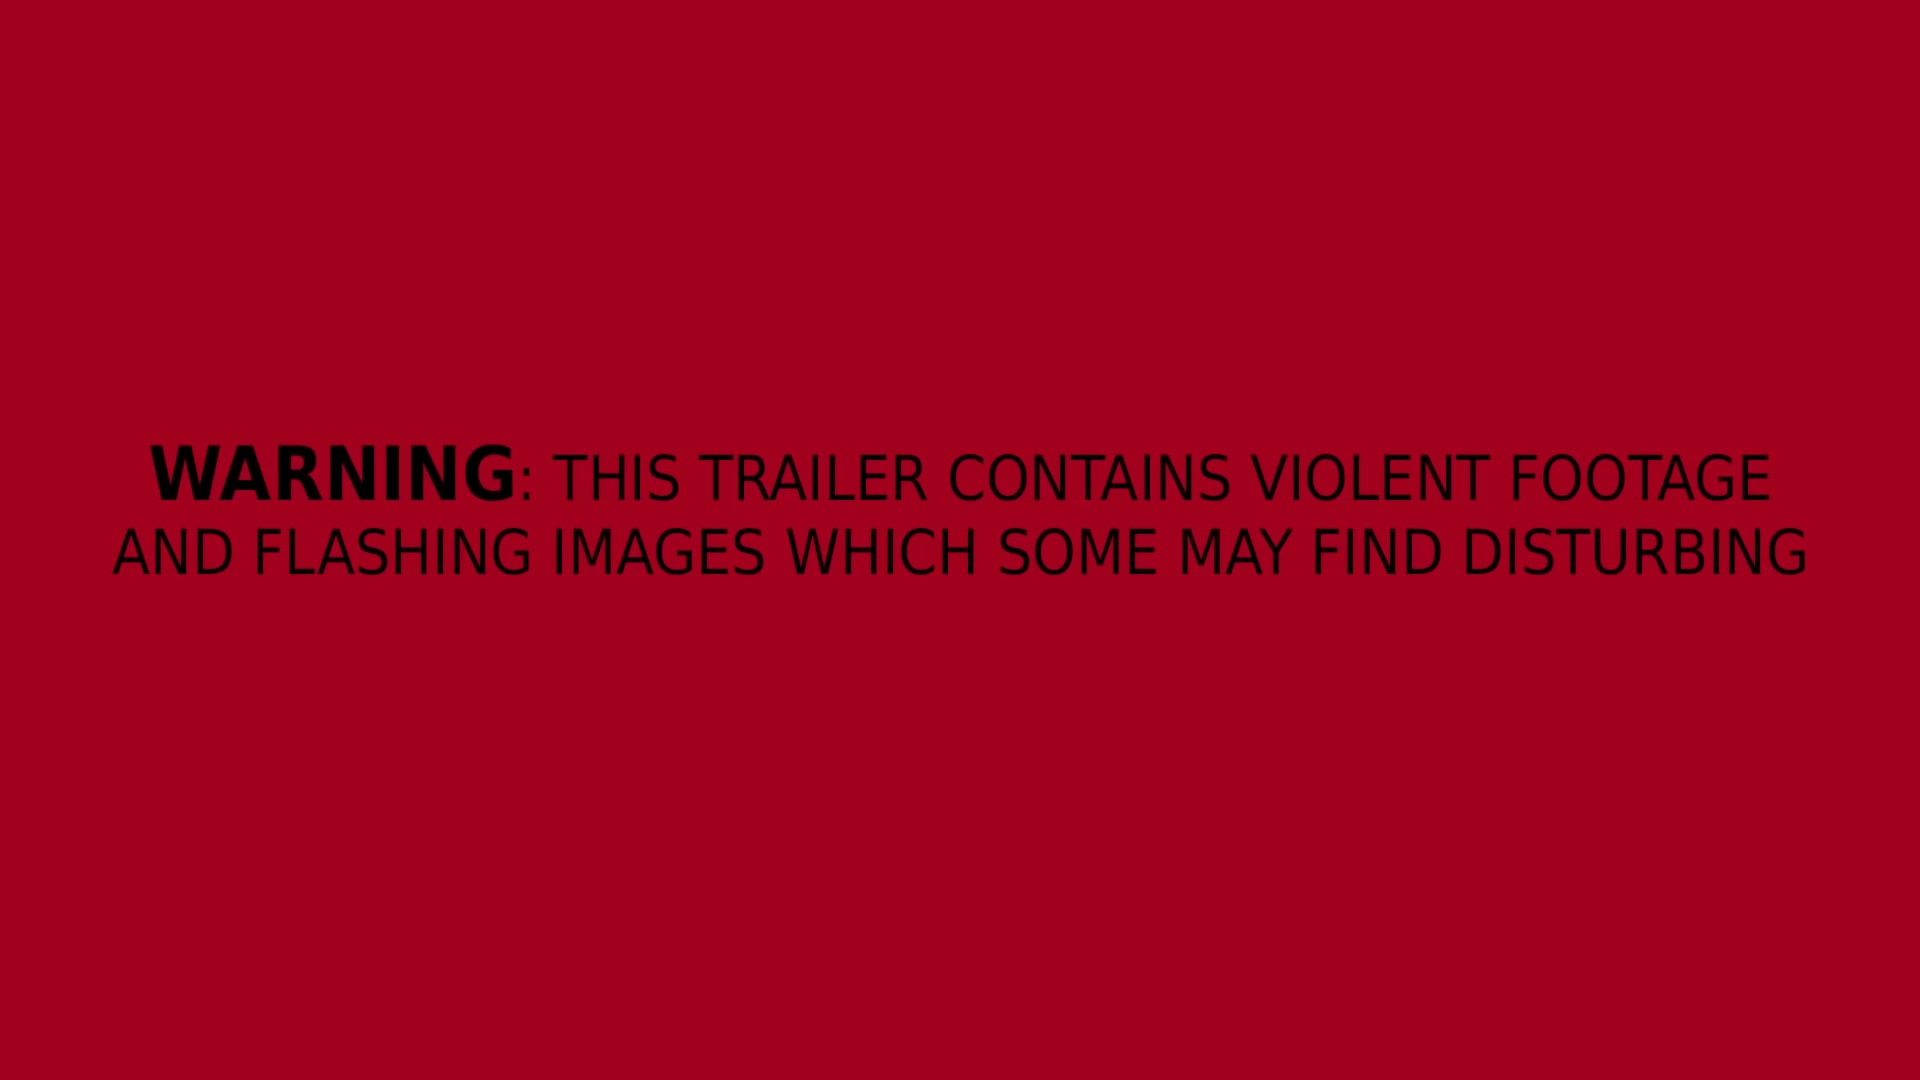 WARNING: THIS TRAILER CONTAINS VIOLENT FOOTAGE
AND FLASHING IMAGES WHICH SOME MAY FIND DISTURBING